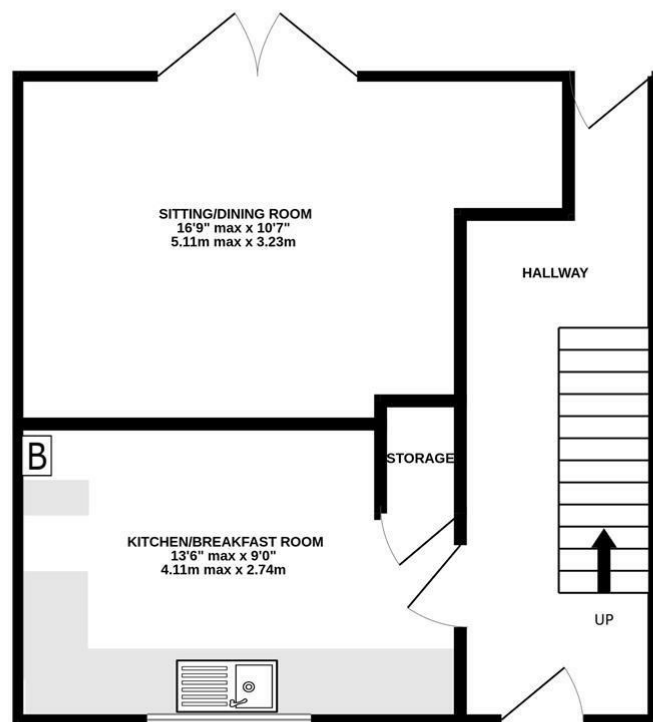 SITTING/DINING ROOM
16'9" max x 10'7"
5.11m max x 3.23m
HALLWAY
B
STORAGE
KITCHEN/BREAKFAST ROOM
13'6" max x 9'0"
4.11m max x 2.74m
UP